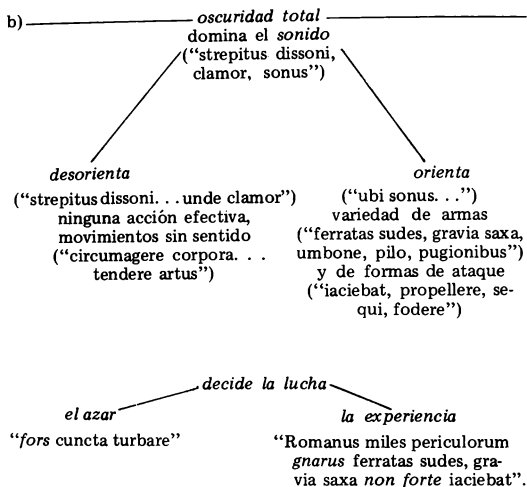 b) oscuridad total
domina el sonido
(“strepitus dissoni,
clamor, sonus”)
desorienta
(“strepitus dissoni. . . unde clamor”)
ninguna acción efectiva,
movimientos sin sentido
(“circumagere corpora. . .
tendere artus”)
orienta
(“ubi sonus. . .”)
variedad de armas
(“ferratas sudes, gravia saxa,
umbone, pilo, pugionibus”)
y de formas de ataque
(“iaciebat, propellere, se-
qui, fodere”)
decide la lucha
el azar
“fors cuncta turbare”
la experiencia
“Romanus miles periculorum
gnarus ferratas sudes, gra-
via saxa non forte iaciebat”.